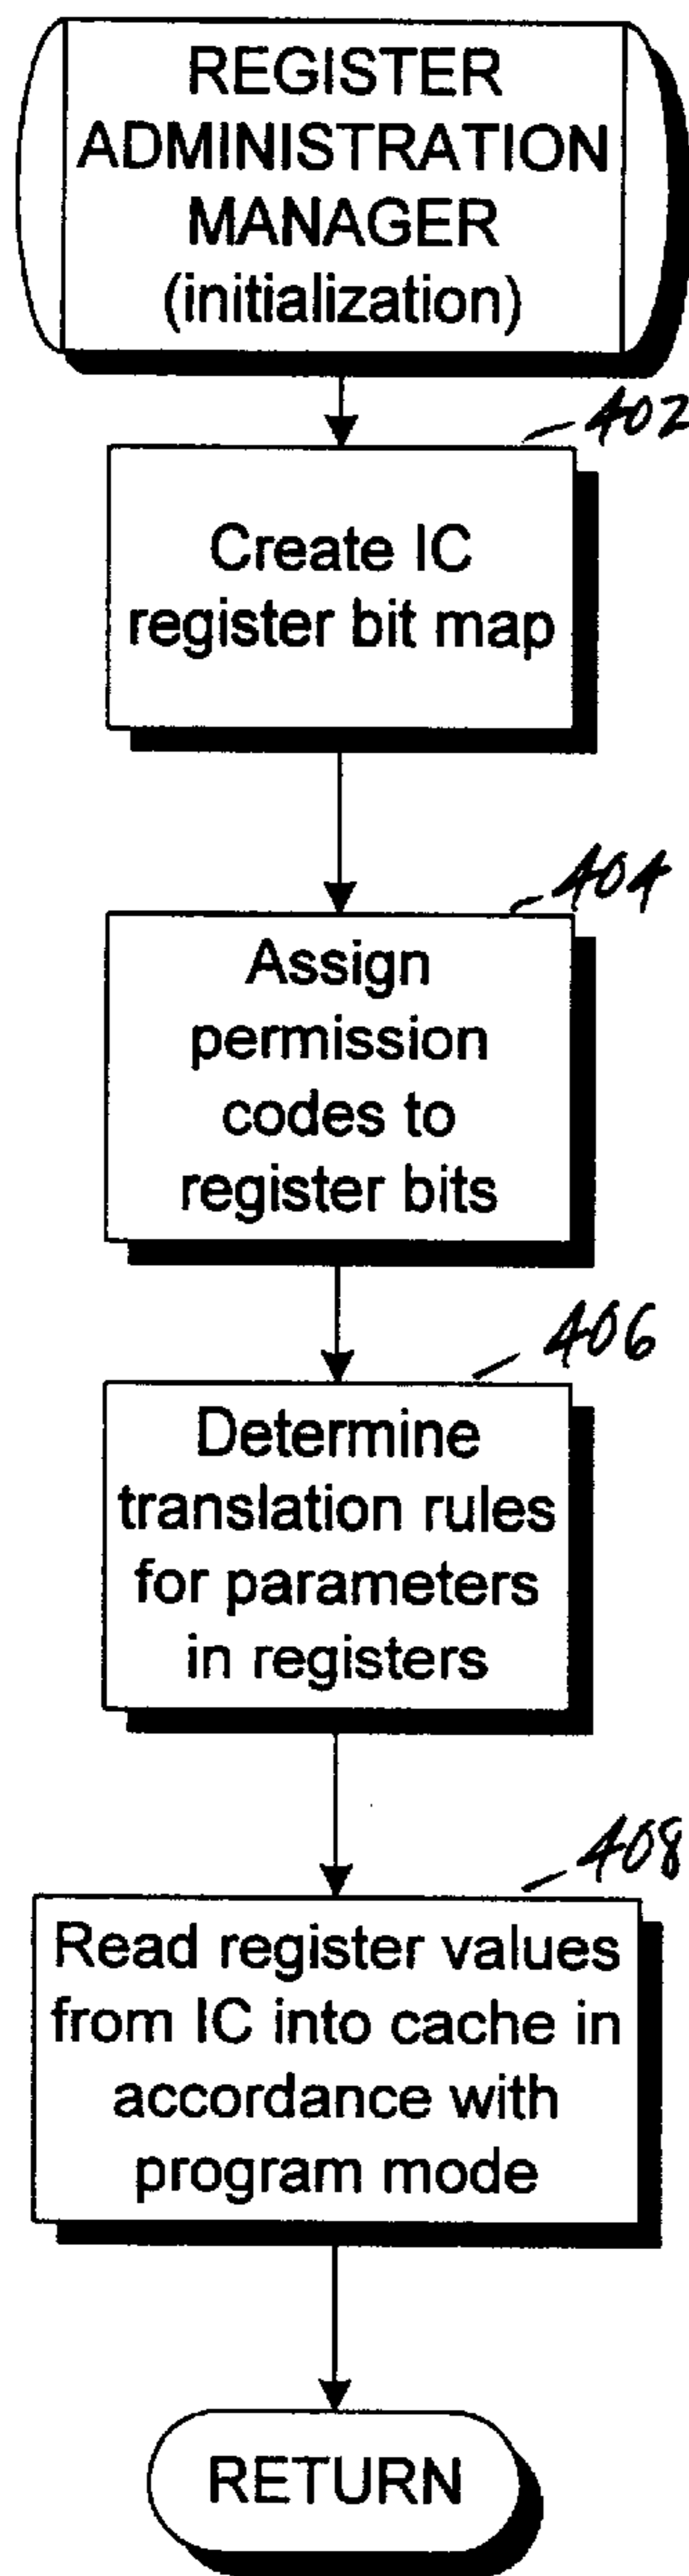 REGISTER
ADMINISTRATION
MANAGER
(initialization)
402
Create IC
register bit map
404
Assign
permission
codes to
register bits
406
Determine
translation rules
for parameters
in registers
408
Read register values
from IC into cache in
accordance with
program mode
RETURN